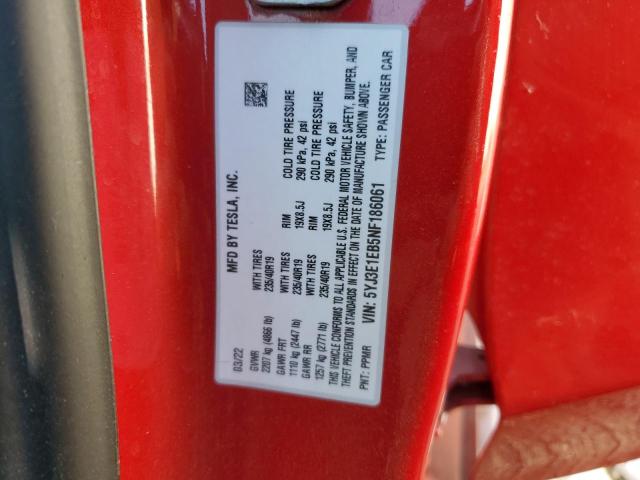 MFD BY TESLA, INC.
03/22
GVWR WITH TIRES RIM COLD TIRE PRESSURE
2207 kg (4866 lb) 235/40R19 19X8.5J 290 kPa, 42 psi
GAWR FRT WITH TIRES RIM COLD TIRE PRESSURE
1110 kg (2447 lb) 235/40R19 19X8.5J 290 kPa, 42 psi
GAWR RR WITH TIRES
1257 kg (2771 lb) 235/40R19
THIS VEHICLE CONFORMS TO ALL APPLICABLE U.S. FEDERAL MOTOR VEHICLE SAFETY, BUMPER, AND
THEFT PREVENTION STANDARDS IN EFFECT ON THE DATE OF MANUFACTURE SHOWN ABOVE.
VIN: 5YJ3E1EB5NF186061
PNT: PPMR TYPE: PASSENGER CAR